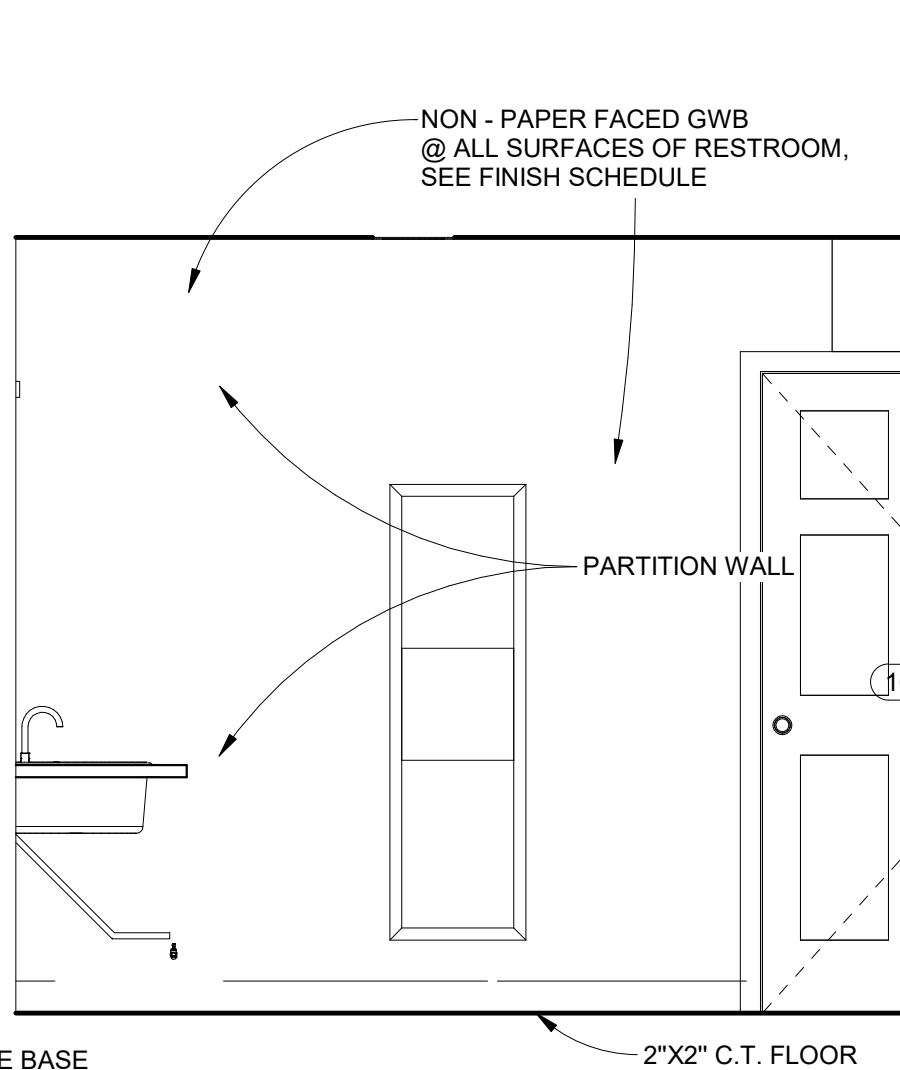 NON - PAPER FACED GWB
@ ALL SURFACES OF RESTROOM,
SEE FINISH SCHEDULE
PARTITION WALL
2"X2" C.T. FLOOR
BASE